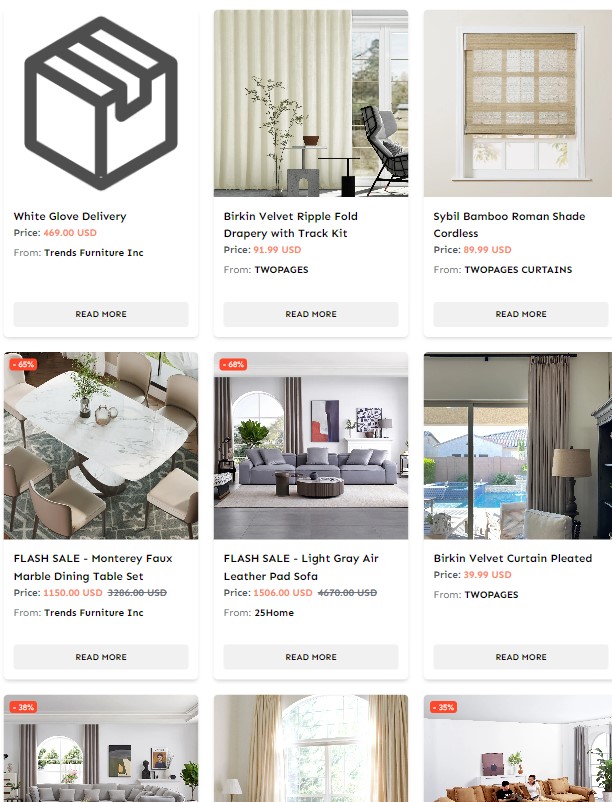 White Glove Delivery
Price: 469.00 USD
From: Trends Furniture Inc
READ MORE
Birkin Velvet Ripple Fold
Drapery with Track Kit
Price: 91.99 USD
From: TWOPAGES
READ MORE
Sybil Bamboo Roman Shade
Cordless
Price: 89.99 USD
From: TWOPAGES CURTAINS
READ MORE
- 65%
FLASH SALE - Monterey Faux
Marble Dining Table Set
Price: 1150.00 USD 3286.00 USD
From: Trends Furniture Inc
READ MORE
- 68%
FLASH SALE - Light Gray Air
Leather Pad Sofa
Price: 1506.00 USD 4670.00 USD
From: 25Home
READ MORE
Birkin Velvet Curtain Pleated
Price: 39.99 USD
From: TWOPAGES
READ MORE
- 38%
- 35%